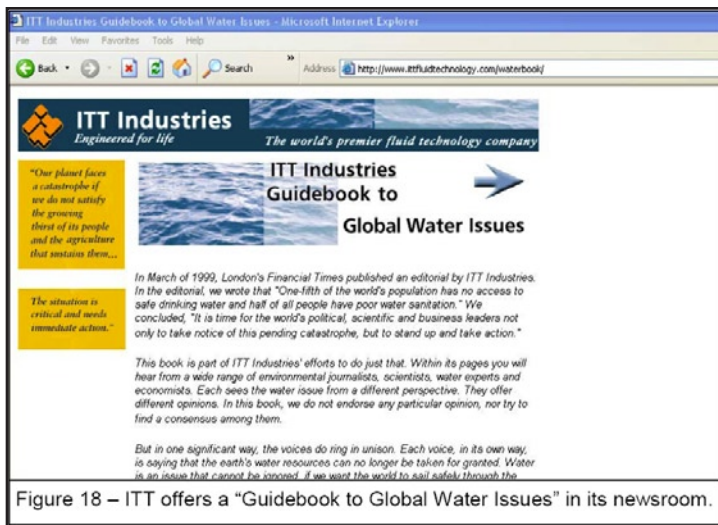 ITT Industries Guidebook to Global Water Issues - Microsoft Internet Explorer
File Edit View Favorites Tools Help
Back Search » Address http://www.ittfluidtechnology.com/waterbook/
ITT Industries
Engineered for life
The world's premier fluid technology company
"Our planet faces
a catastrophe if
we do not satisfy
the growing
thirst of its people
and the agriculture
that sustains them...
The situation is
critical and needs
immediate action."
ITT Industries
Guidebook to
Global Water Issues
In March of 1999, London's Financial Times published an editorial by ITT Industries.
In the editorial, we wrote that "One-fifth of the world's population has no access to
safe drinking water and half of all people have poor water sanitation." We
concluded, "It is time for the world's political, scientific and business leaders not
only to take notice of this pending catastrophe, but to stand up and take action."
This book is part of ITT Industries' efforts to do just that. Within its pages you will
hear from a wide range of environmental journalists, scientists, water experts and
economists. Each sees the water issue from a different perspective. They offer
different opinions. In this book, we do not endorse any particular opinion, nor try to
find a consensus among them.
But in one significant way, the voices do ring in unison. Each voice, in its own way,
is saying that the earth's water resources can no longer be taken for granted. Water
is an issue that cannot be ignored, if we want the world to sail safely through the
Figure 18 – ITT offers a "Guidebook to Global Water Issues" in its newsroom.